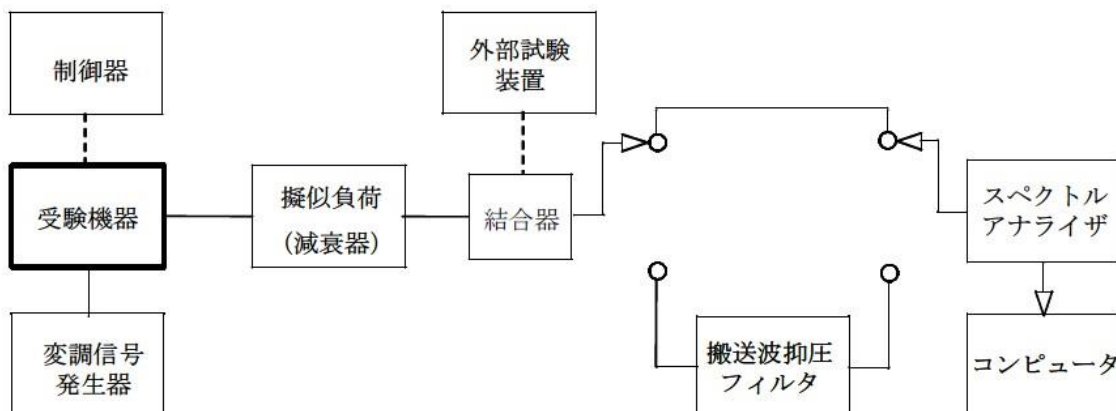 制御器
外部試験
装置
受験機器
擬似負荷
(減衰器)
結合器
スペクトル
アナライザ
変調信号
発生器
搬送波抑圧
フィルタ
コンピュータ